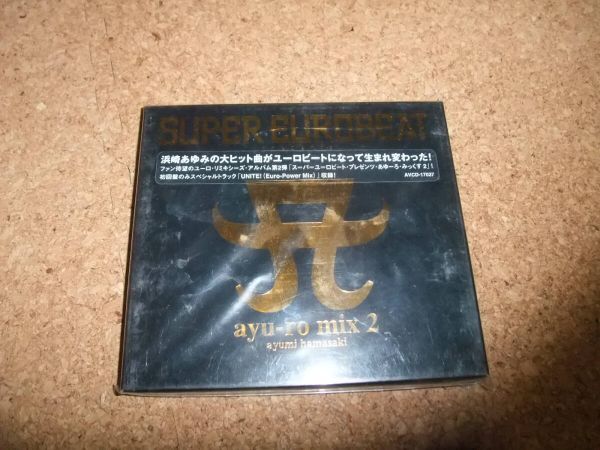 SUPER EUROBEAT
浜崎あゆみの大ヒット曲がユーロビートになって生まれ変わった!
ファン待望のユーロ・リミキシーズ・アルバム第2弾「スーパーユーロビート・プレゼンツ・あゆーろ・みっくす2」!
初回盤のみスペシャルトラック「UNITE! (Euro-Power Mix)」収録!
AVCD-17027
ayu-ro mix 2
ayumi hamasaki